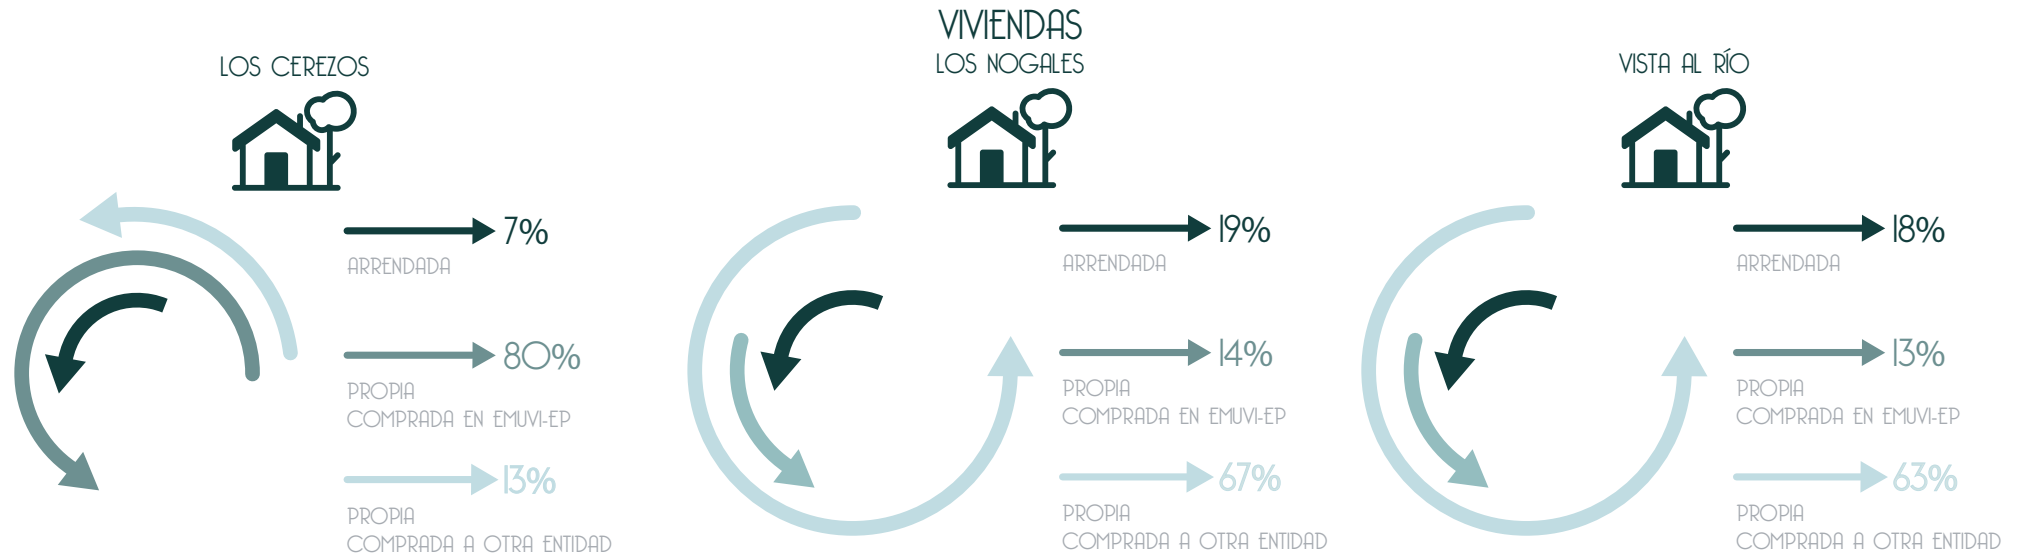 VIVIENDAS
LOS CEREZOS
7%
ARRENDADA
80%
PROPIA
COMPRADA EN EMUVI-EP
13%
PROPIA
COMPRADA A OTRA ENTIDAD
LOS NOGALES
19%
ARRENDADA
14%
PROPIA
COMPRADA EN EMUVI-EP
67%
PROPIA
COMPRADA A OTRA ENTIDAD
VISTA AL RÍO
18%
ARRENDADA
13%
PROPIA
COMPRADA EN EMUVI-EP
63%
PROPIA
COMPRADA A OTRA ENTIDAD